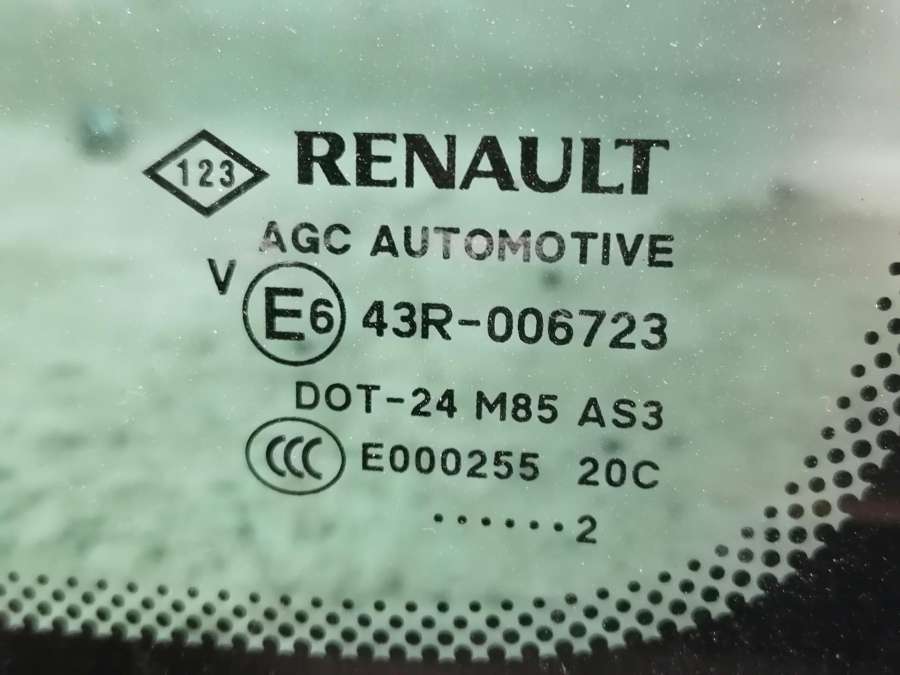 123 RENAULT
AGC AUTOMOTIVE
V E6 43R-006723
DOT-24 M85 AS3
CCC E000255 20C
······2